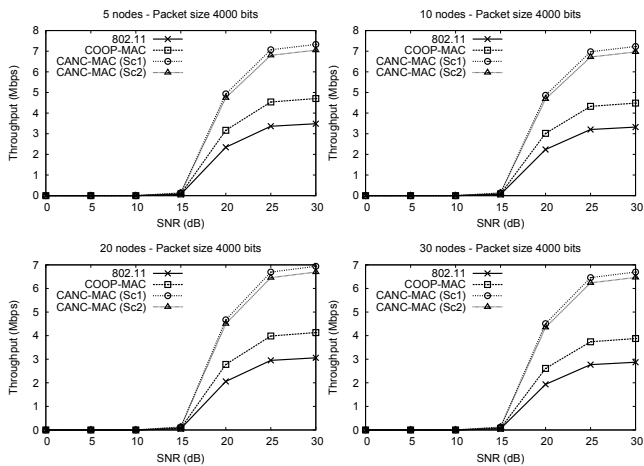 5 nodes - Packet size 4000 bits
Throughput (Mbps)
8
7
6
5
4
3
2
1
0
802.11
COOP-MAC
CANC-MAC (Sc1)
CANC-MAC (Sc2)
0 5 10 15 20 25 30
SNR (dB)
10 nodes - Packet size 4000 bits
Throughput (Mbps)
8
7
6
5
4
3
2
1
0
802.11
COOP-MAC
CANC-MAC (Sc1)
CANC-MAC (Sc2)
0 5 10 15 20 25 30
SNR (dB)
20 nodes - Packet size 4000 bits
Throughput (Mbps)
7
6
5
4
3
2
1
0
802.11
COOP-MAC
CANC-MAC (Sc1)
CANC-MAC (Sc2)
0 5 10 15 20 25 30
SNR (dB)
30 nodes - Packet size 4000 bits
Throughput (Mbps)
7
6
5
4
3
2
1
0
802.11
COOP-MAC
CANC-MAC (Sc1)
CANC-MAC (Sc2)
0 5 10 15 20 25 30
SNR (dB)